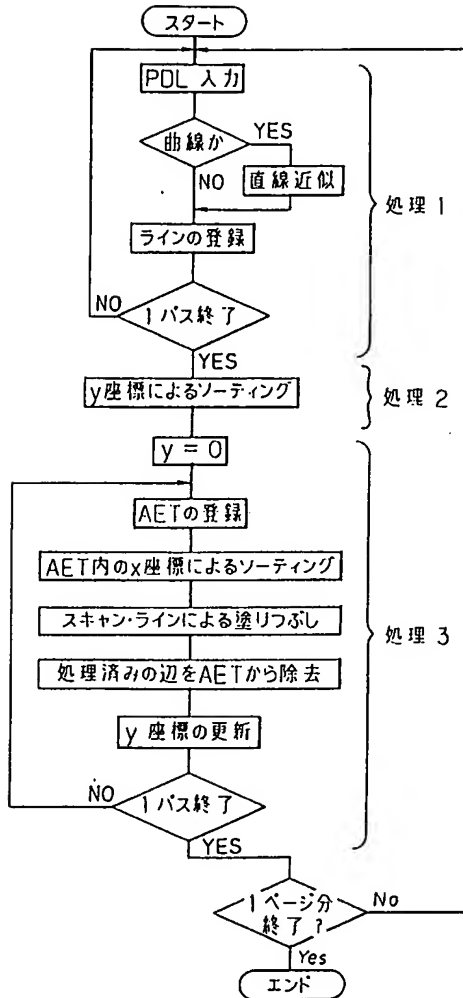 スタート
PDL 入力
曲線か
YES
NO
直線近似
ラインの登録
処理 1
NO
1 パス終了
YES
y座標によるソーティング
処理 2
y = 0
AETの登録
AET内のx座標によるソーティング
スキャン・ラインによる塗りつぶし
処理 3
処理済みの辺をAETから除去
y 座標の更新
NO
1 パス終了
YES
1 ページ分
終了 ?
No
Yes
エンド